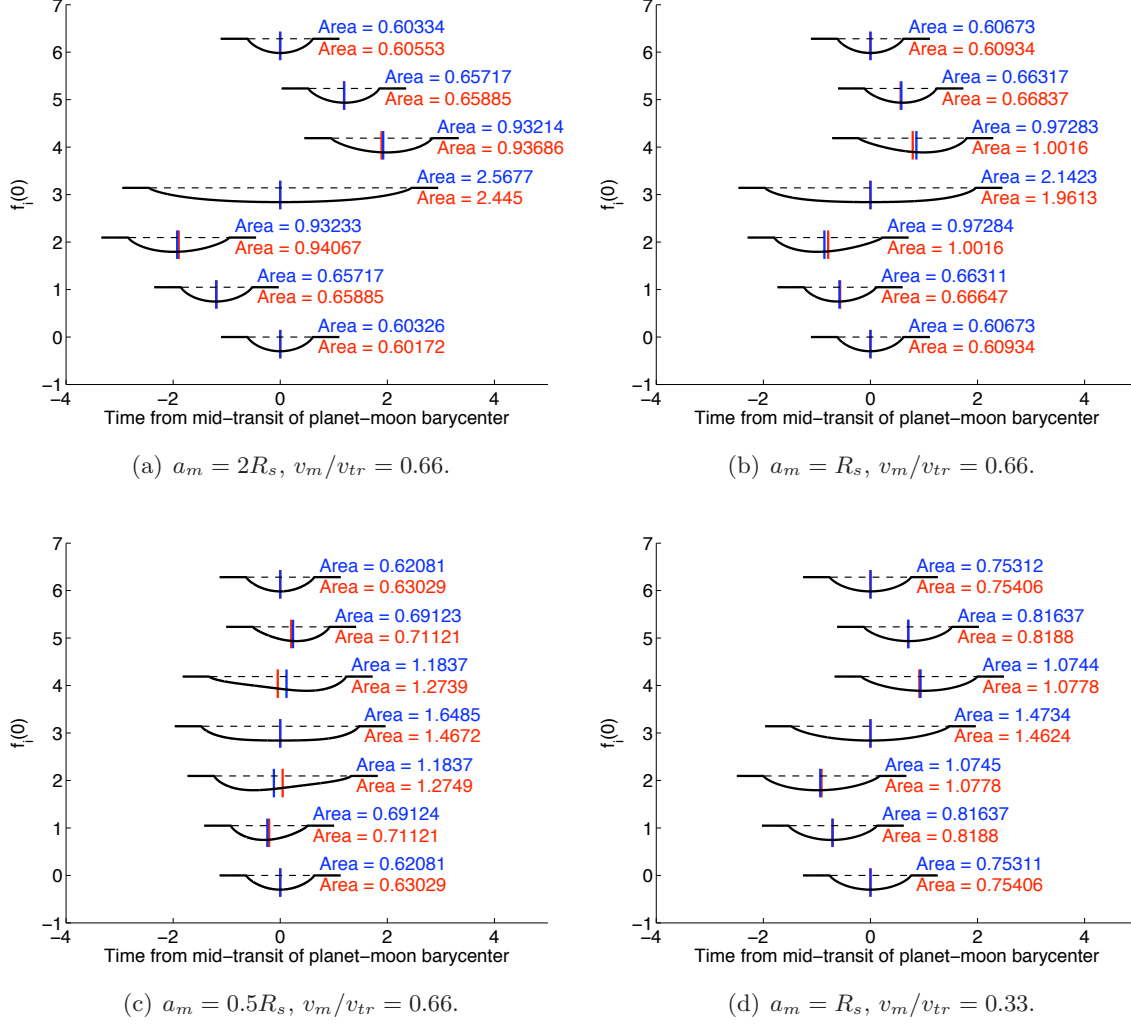 7
6
5
4
3
2
1
0
−1
f_i(0)
Area = 0.60334
Area = 0.60553
Area = 0.65717
Area = 0.65885
Area = 0.93214
Area = 0.93686
Area = 2.5677
Area = 2.445
Area = 0.93233
Area = 0.94067
Area = 0.65717
Area = 0.65885
Area = 0.60326
Area = 0.60172
−4 −2 0 2 4
Time from mid−transit of planet−moon barycenter
(a) a_m = 2R_s, v_m/v_tr = 0.66.
7
6
5
4
3
2
1
0
−1
f_i(0)
Area = 0.60673
Area = 0.60934
Area = 0.66317
Area = 0.66837
Area = 0.97283
Area = 1.0016
Area = 2.1423
Area = 1.9613
Area = 0.97284
Area = 1.0016
Area = 0.66311
Area = 0.66647
Area = 0.60673
Area = 0.60934
−4 −2 0 2 4
Time from mid−transit of planet−moon barycenter
(b) a_m = R_s, v_m/v_tr = 0.66.
7
6
5
4
3
2
1
0
−1
f_i(0)
Area = 0.62081
Area = 0.63029
Area = 0.69123
Area = 0.71121
Area = 1.1837
Area = 1.2739
Area = 1.6485
Area = 1.4672
Area = 1.1837
Area = 1.2749
Area = 0.69124
Area = 0.71121
Area = 0.62081
Area = 0.63029
−4 −2 0 2 4
Time from mid−transit of planet−moon barycenter
(c) a_m = 0.5R_s, v_m/v_tr = 0.66.
7
6
5
4
3
2
1
0
−1
f_i(0)
Area = 0.75312
Area = 0.75406
Area = 0.81637
Area = 0.8188
Area = 1.0744
Area = 1.0778
Area = 1.4734
Area = 1.4624
Area = 1.0745
Area = 1.0778
Area = 0.81637
Area = 0.8188
Area = 0.75311
Area = 0.75406
−4 −2 0 2 4
Time from mid−transit of planet−moon barycenter
(d) a_m = R_s, v_m/v_tr = 0.33.